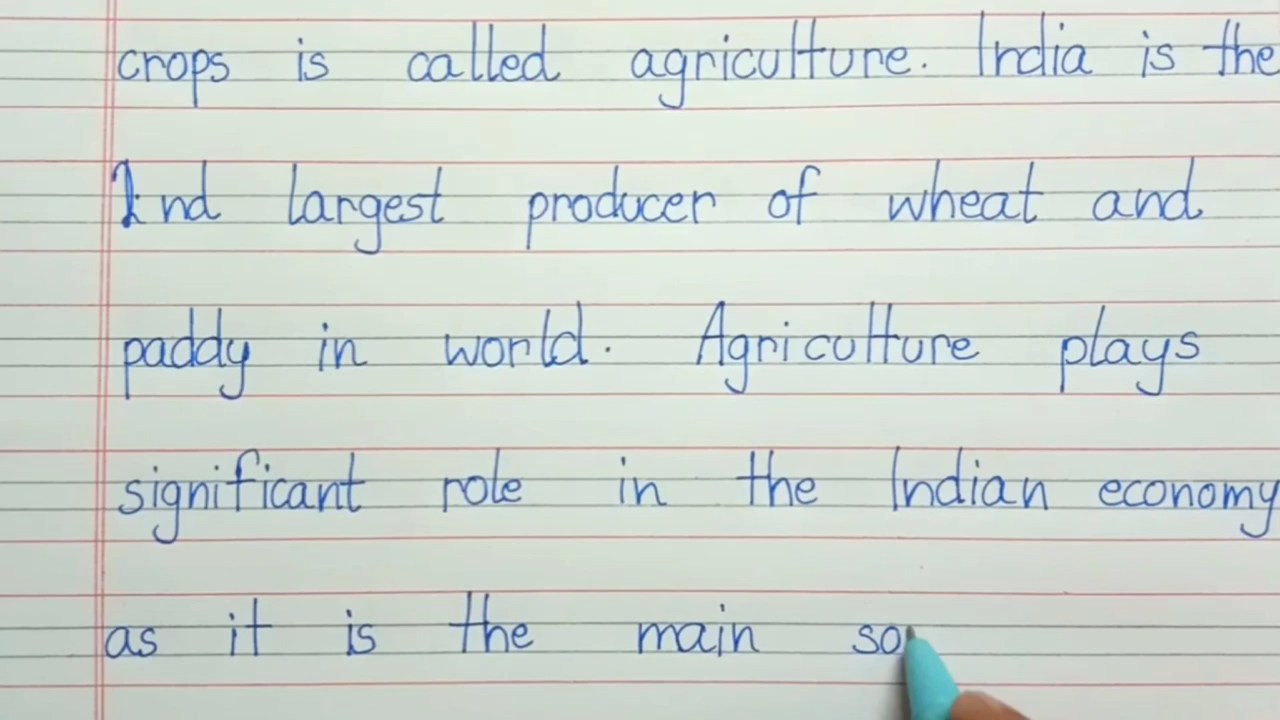 crops is called agriculture. India is the
2nd largest producer of wheat and
paddy in world. Agriculture plays
significant role in the Indian economy
as it is the main so